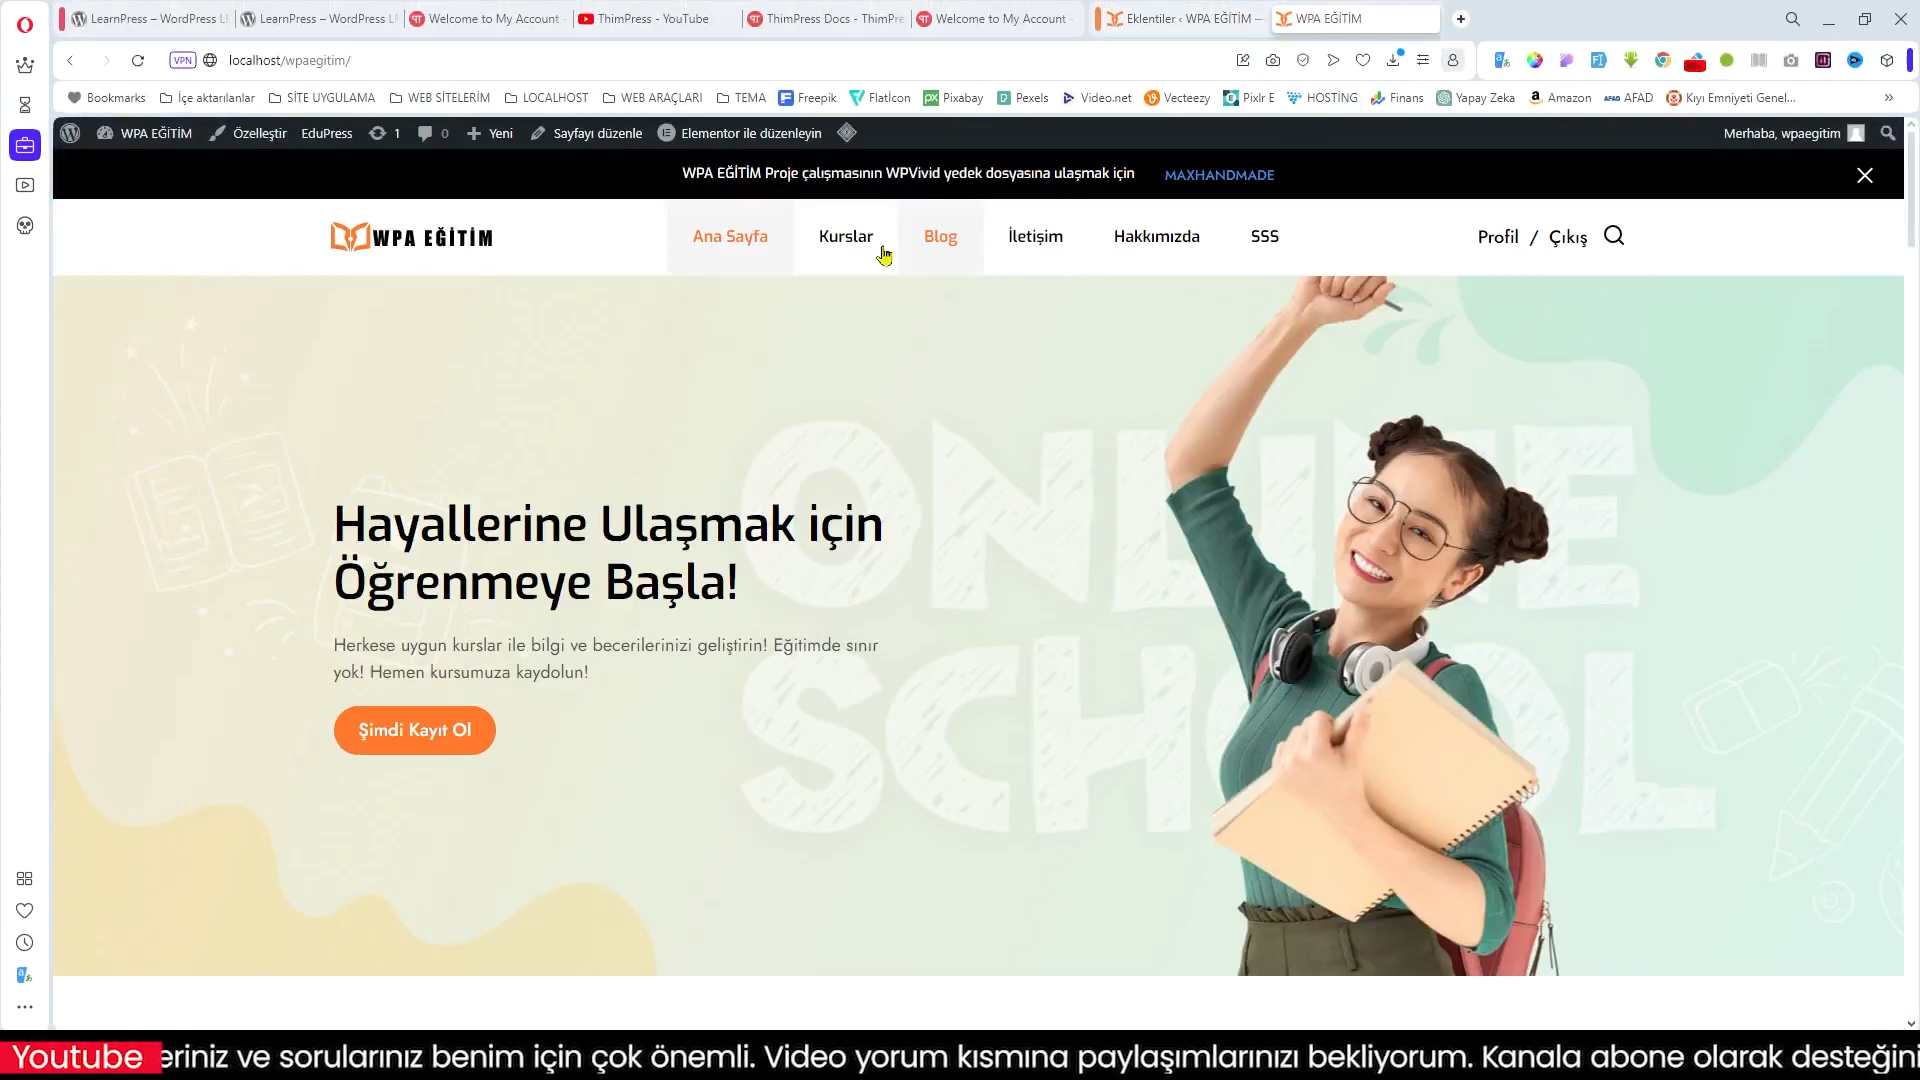 LearnPress – WordPress L
LearnPress – WordPress L
Welcome to My Account
ThimPress - YouTube
ThimPress Docs - ThimPre
Welcome to My Account
Eklentiler ‹ WPA EĞİTİM —
WPA EĞİTİM
VPN
localhost/wpaegitim/
Bookmarks
İçe aktarılanlar
SİTE UYGULAMA
WEB SİTELERİM
LOCALHOST
WEB ARAÇLARI
TEMA
Freepik
Flatİcon
Pixabay
Pexels
Video.net
Vecteezy
Pixlr E
HOSTİNG
Finans
Yapay Zeka
Amazon
AFAD
Kıyı Emniyeti Genel...
WPA EĞİTİM
Özelleştir
EduPress
1
0
Yeni
Sayfayı düzenle
Elementor ile düzenleyin
Merhaba, wpaegitim
WPA EĞİTİM Proje çalışmasının WPVivid yedek dosyasına ulaşmak için MAXHANDMADE
WPA EĞİTİM
Ana Sayfa
Kurslar
Blog
İletişim
Hakkımızda
SSS
Profil / Çıkış
ONLINE
SCHOOL
Hayallerine Ulaşmak için
Öğrenmeye Başla!
Herkese uygun kurslar ile bilgi ve becerilerinizi geliştirin! Eğitimde sınır
yok! Hemen kursumuza kaydolun!
Şimdi Kayıt Ol
Youtube
eriniz ve sorularınız benim için çok önemli. Video yorum kısmına paylaşımlarınızı bekliyorum. Kanala abone olarak desteğini